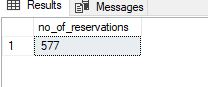 Results Messages
no_of_reservations
1 577